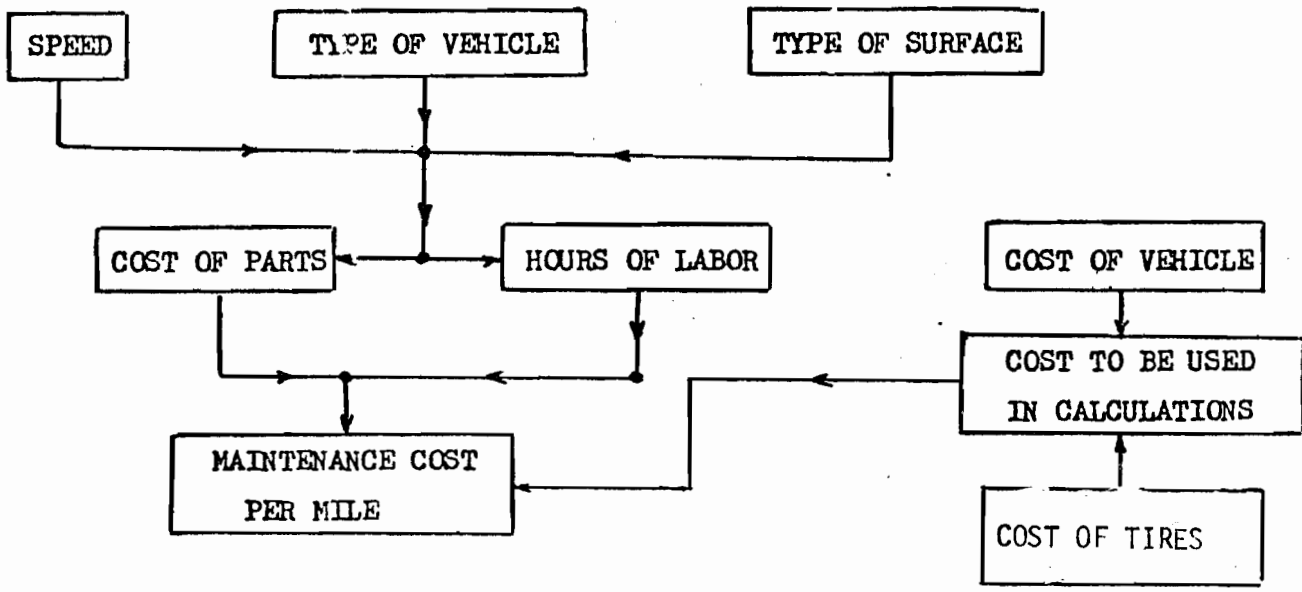 SPEED
TYPE OF VEHICLE
TYPE OF SURFACE
COST OF PARTS
HOURS OF LABOR
COST OF VEHICLE
COST TO BE USED
IN CALCULATIONS
MAINTENANCE COST
PER MILE
COST OF TIRES